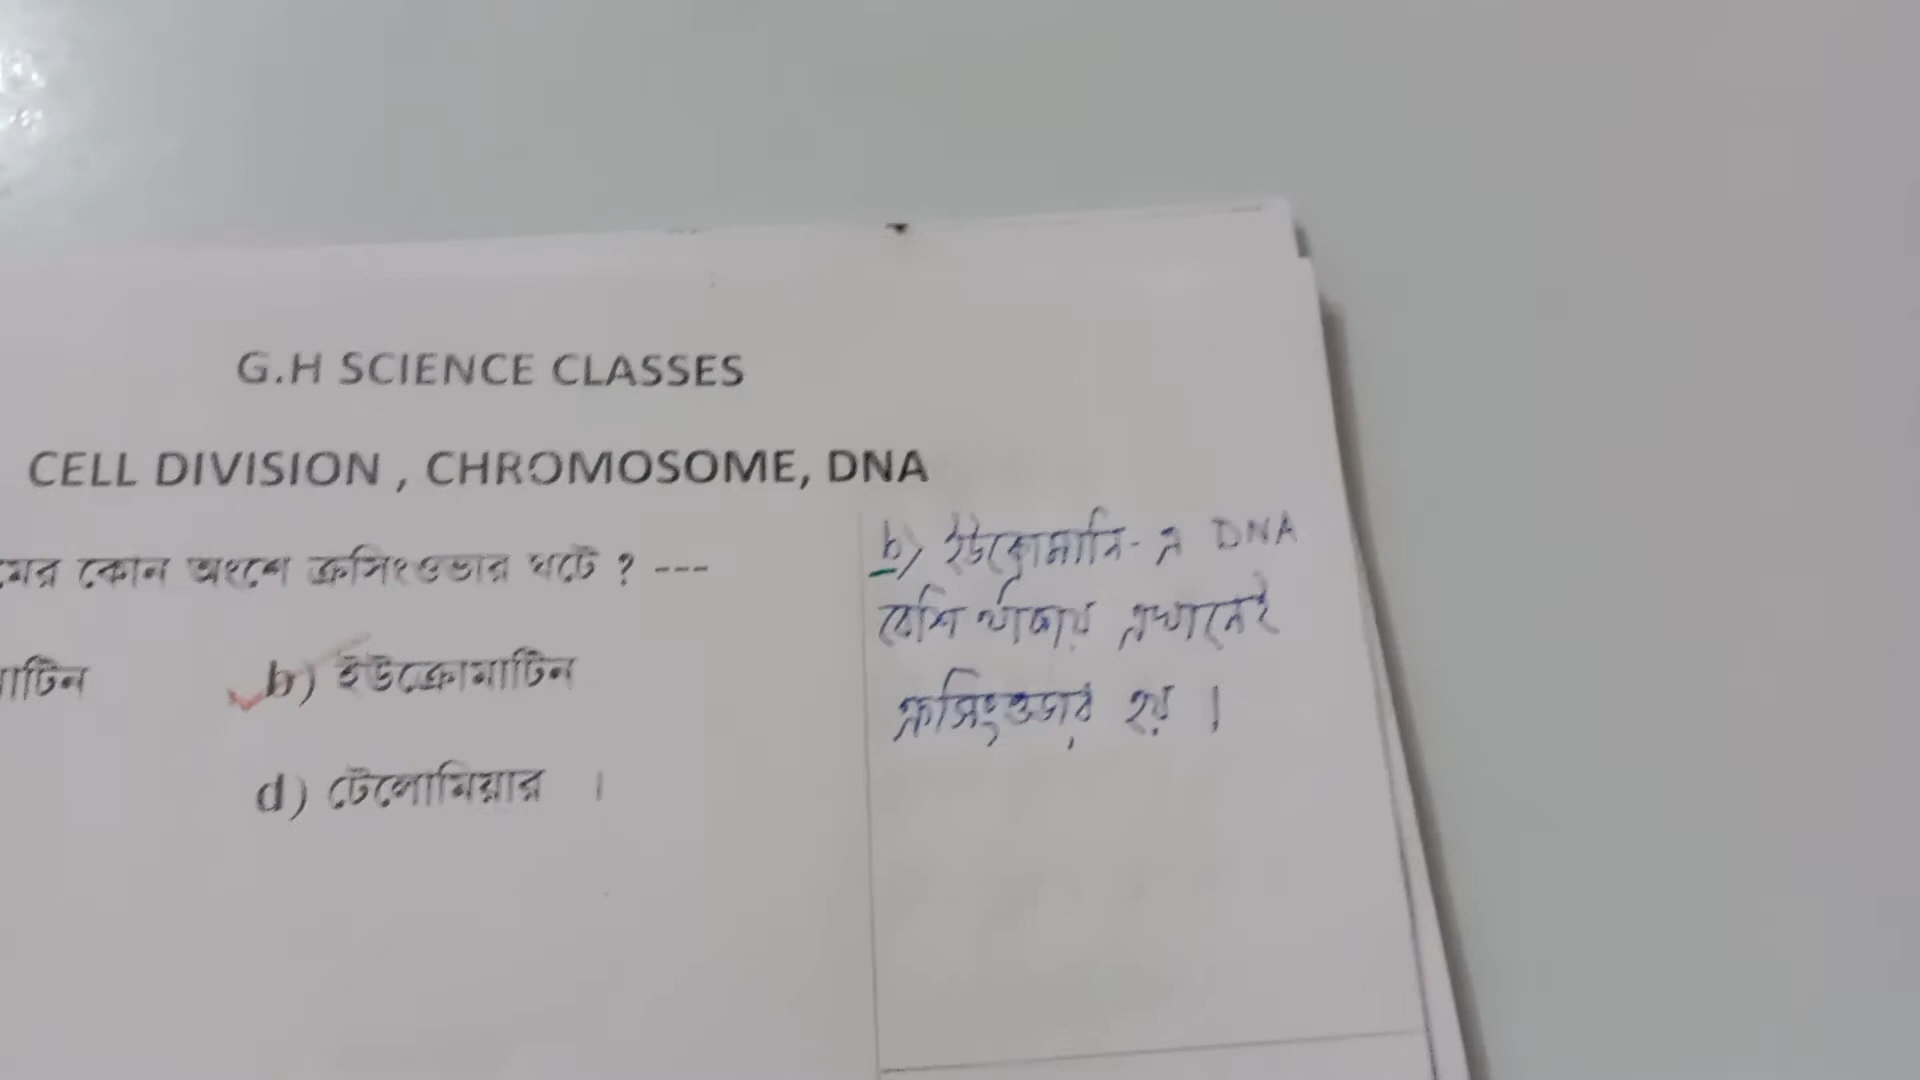 G.H SCIENCE CLASSES
CELL DIVISION , CHROMOSOME, DNA
মের কোন অংশে ক্রসিংওভার ঘটে ? ---
াটিন b) ইউক্রোমাটিন
d) টেলোমিয়ার ।
b) ইউক্রোমাটি- এ DNA
বেশি থাকায় এখানেই
ক্রসিংওভার হয় ।